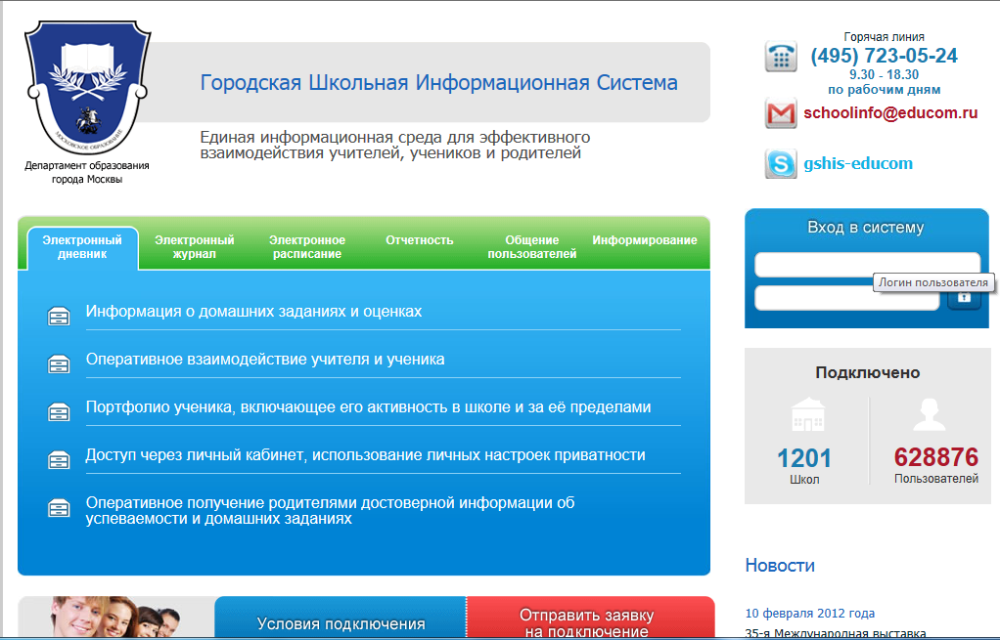 МОСКОВСКОЕ ОБРАЗОВАНИЕ
Департамент образования
города Москвы
Городская Школьная Информационная Система
Единая информационная среда для эффективного
взаимодействия учителей, учеников и родителей
Горячая линия
(495) 723-05-24
9.30 - 18.30
по рабочим дням
schoolinfo@educom.ru
gshis-educom
Электронный
дневник
Электронный
журнал
Электронное
расписание
Отчетность
Общение
пользователей
Информирование
Информация о домашних заданиях и оценках
Оперативное взаимодействие учителя и ученика
Портфолио ученика, включающее его активность в школе и за её пределами
Доступ через личный кабинет, использование личных настроек приватности
Оперативное получение родителями достоверной информации об
успеваемости и домашних заданиях
Вход в систему
Логин пользователя
Подключено
1201
Школ
628876
Пользователей
Новости
10 февраля 2012 года
35-я Международная выставка
Условия подключения
Отправить заявку
на подключение